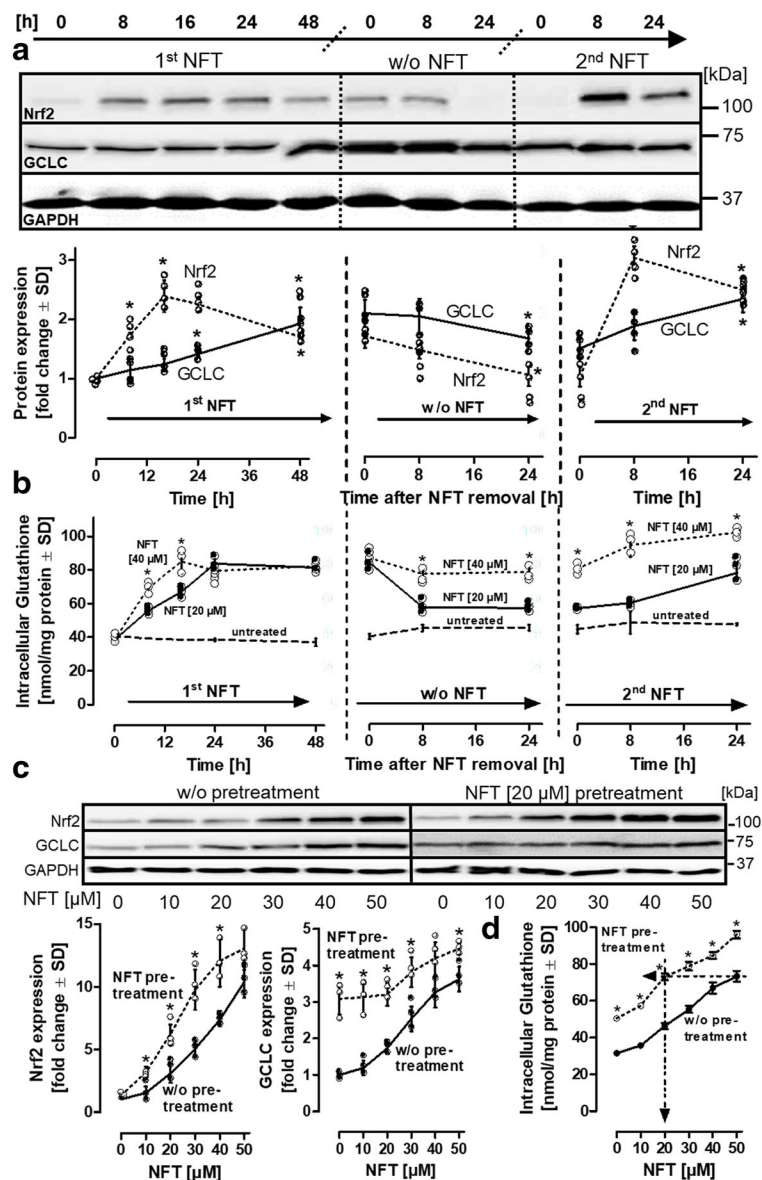 [h] 0 8 16 24 48 0 8 24 0 8 24
a
1st NFT w/o NFT 2nd NFT
[kDa]
Nrf2 100
75
GCLC
37
GAPDH
Protein expression
[fold change ± SD]
3
2
1
0
* * * * * Nrf2 GCLC
1st NFT
0 12 24 36 48
Time [h]
GCLC * Nrf2 *
w/o NFT
0 8 16 24
Time after NFT removal [h]
Nrf2 * GCLC *
2nd NFT
0 8 16 24
Time [h]
b
Intracellular Glutathione
[nmol/mg protein ± SD]
100
80
60
40
20
0
NFT
[40 µM] * *
NFT [20 µM]
untreated
1st NFT
0 12 24 36 48
Time [h]
* NFT [40 µM] *
NFT [20 µM]
untreated
w/o NFT
0 8 16 24
Time after NFT removal [h]
* * NFT [40 µM] *
NFT [20 µM]
untreated
2nd NFT
0 8 16 24
Time [h]
c
w/o pretreatment NFT [20 µM] pretreatment [kDa]
Nrf2 100
GCLC 75
GAPDH 37
NFT [µM] 0 10 20 30 40 50 0 10 20 30 40 50
Nrf2 expression
[fold change ± SD]
15
10
5
0
NFT pre-
treatment
* * * *
w/o pre-
treatment
0 10 20 30 40 50
NFT [µM]
GCLC expression
[fold change ± SD]
5
4
3
2
1
0
NFT pre-
treatment
* * * * *
w/o pre-
treatment
0 10 20 30 40 50
NFT [µM]
d
Intracellular Glutathione
[nmol/mg protein ± SD]
100
80
60
40
20
0
NFT pre-
treatment
* * * * * *
w/o pre-
treatment
0 10 20 30 40 50
NFT [µM]